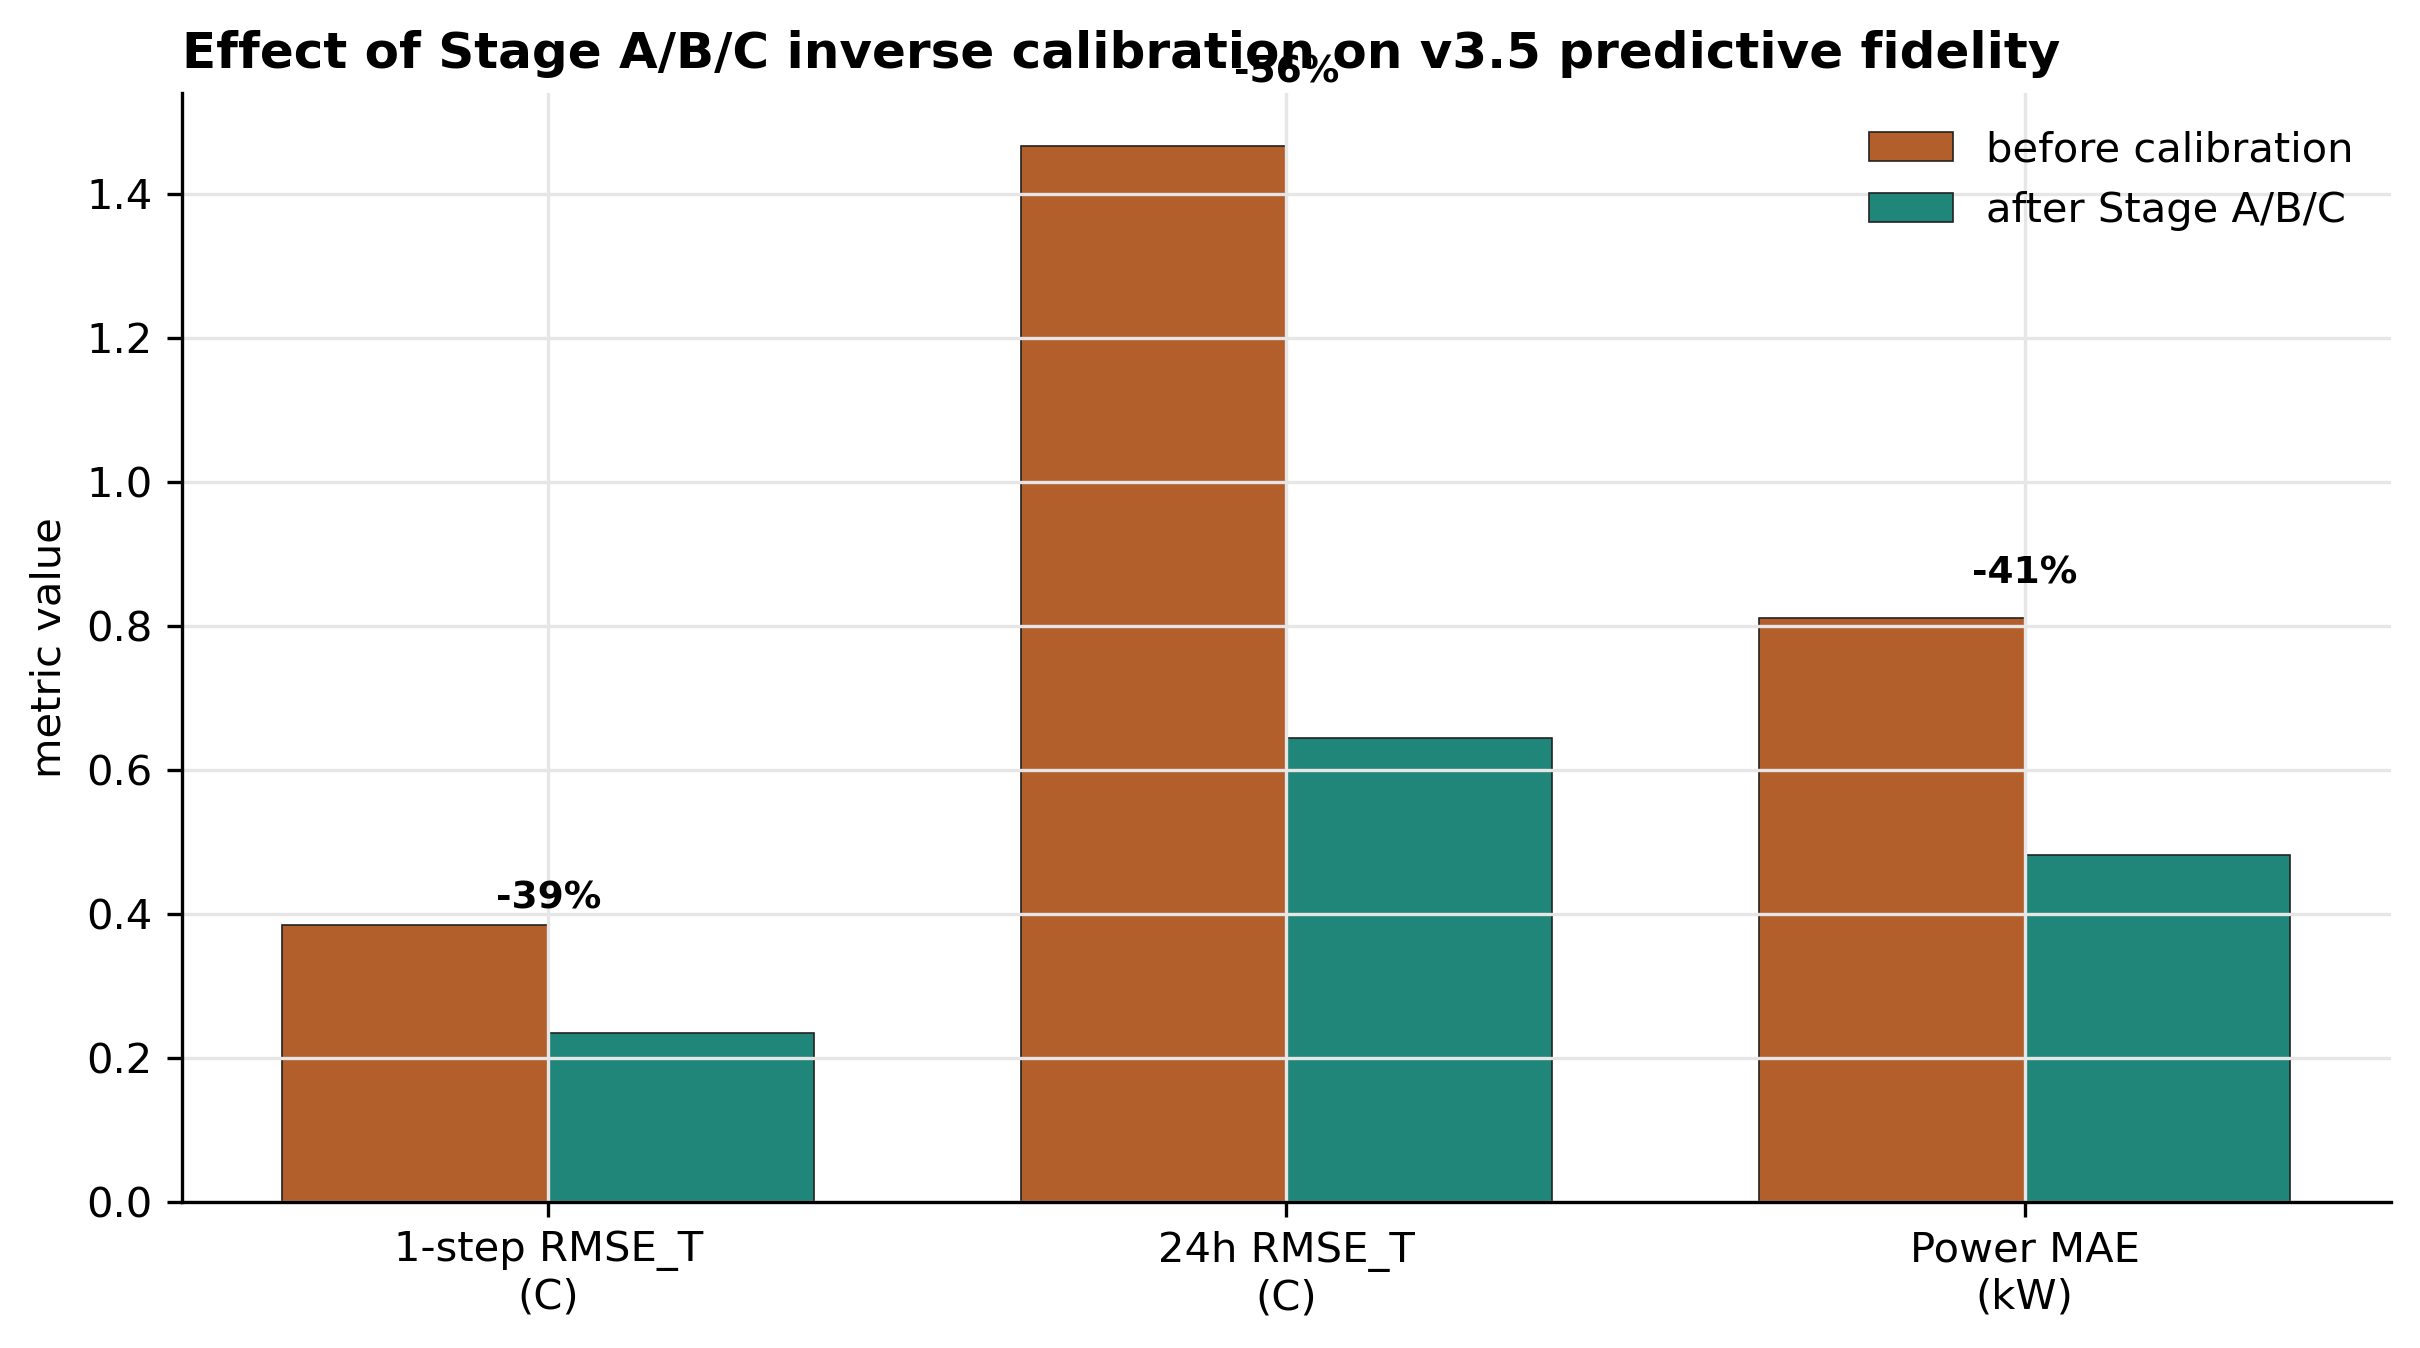 Effect of Stage A/B/C inverse calibration on v3.5 predictive fidelity
-56%
before calibration
after Stage A/B/C
1.4
1.2
1.0
0.8
0.6
0.4
0.2
0.0
metric value
-39%
-41%
1-step RMSE_T
(C)
24h RMSE_T
(C)
Power MAE
(kW)